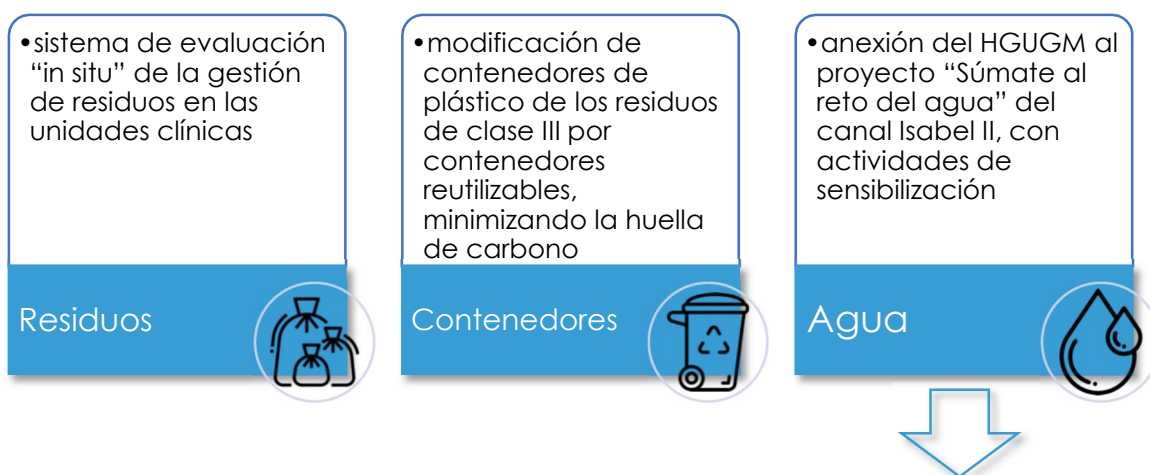 •sistema de evaluación
“in situ” de la gestión
de residuos en las
unidades clínicas
Residuos
•modificación de
contenedores de
plástico de los residuos
de clase III por
contenedores
reutilizables,
minimizando la huella
de carbono
Contenedores
•anexión del HGUGM al
proyecto “Súmate al
reto del agua” del
canal Isabel II, con
actividades de
sensibilización
Agua